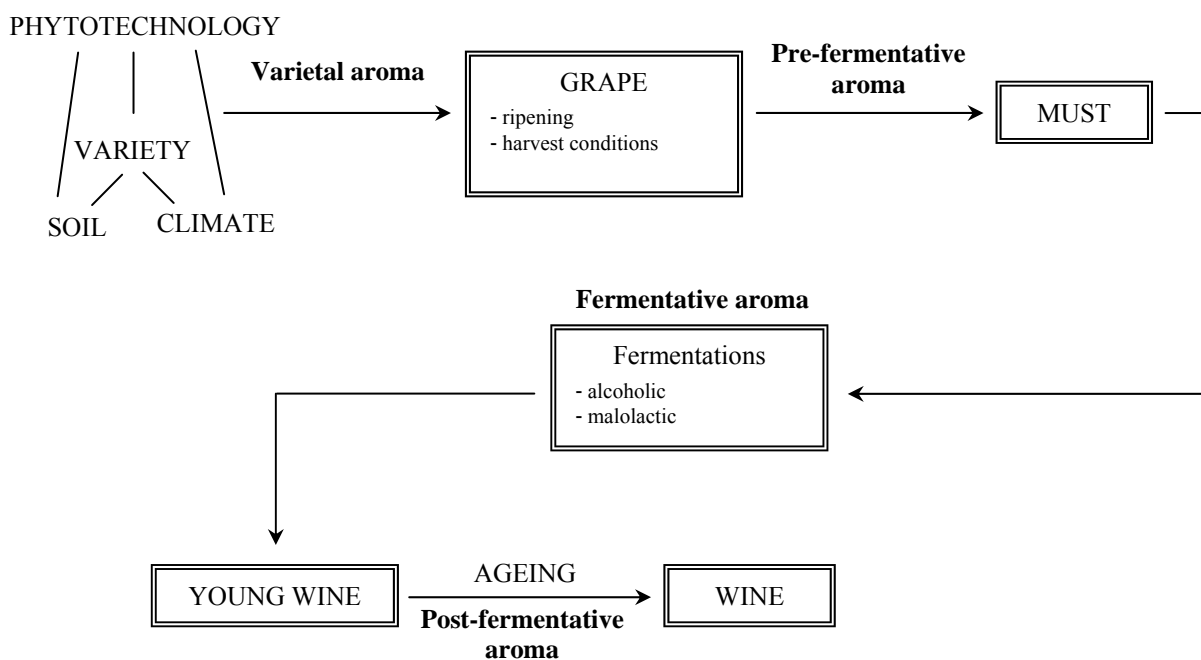 PHYTOTECHNOLOGY
VARIETY
SOIL
CLIMATE
Varietal aroma
GRAPE
- ripening
- harvest conditions
Pre-fermentative
aroma
MUST
Fermentative aroma
Fermentations
- alcoholic
- malolactic
YOUNG WINE
AGEING
Post-fermentative
aroma
WINE